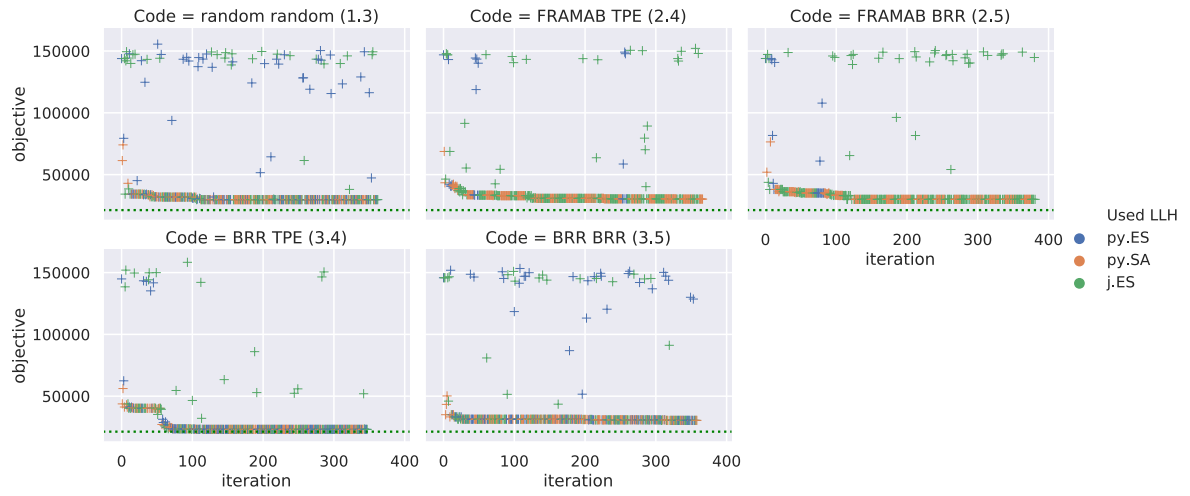 Code = random random (1.3)
Code = FRAMAB TPE (2.4)
Code = FRAMAB BRR (2.5)
150000
100000
50000
objective
0 100 200 300 400
iteration
Used LLH
py.ES
py.SA
j.ES
Code = BRR TPE (3.4)
Code = BRR BRR (3.5)
150000
100000
50000
objective
0 100 200 300 400
iteration
0 100 200 300 400
iteration